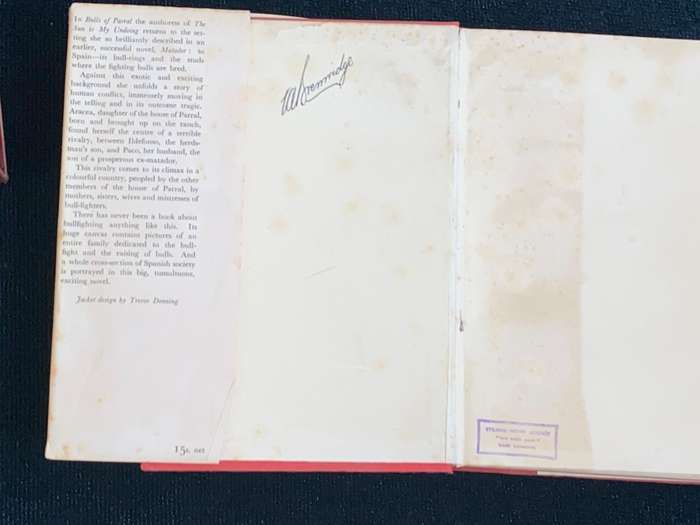 In Bulls of Parral the authoress of The
Sun is My Undoing returns to the set-
ting she so brilliantly described in an
earlier, successful novel, Matador: to
Spain—its bull-rings and the studs
where the fighting bulls are bred.
Against this exotic and exciting
background she unfolds a story of
human conflict, immensely moving in
the telling and in its outcome tragic.
Aracea, daughter of the house of Parral,
born and brought up on the ranch,
found herself the centre of a terrible
rivalry, between Ildefonso, the herds-
man's son, and Paco, her husband, the
son of a prosperous ex-matador.
This rivalry comes to its climax in a
colourful country, peopled by the other
members of the house of Parral, by
mothers, sisters, wives and mistresses of
bull-fighters.
There has never been a book about
bullfighting anything like this. Its
huge canvas contains pictures of an
entire family dedicated to the bull-
fight and the raising of bulls. And
a whole cross-section of Spanish society
is portrayed in this big, tumultuous,
exciting novel.
Jacket design by Trevor Denning
15s. net